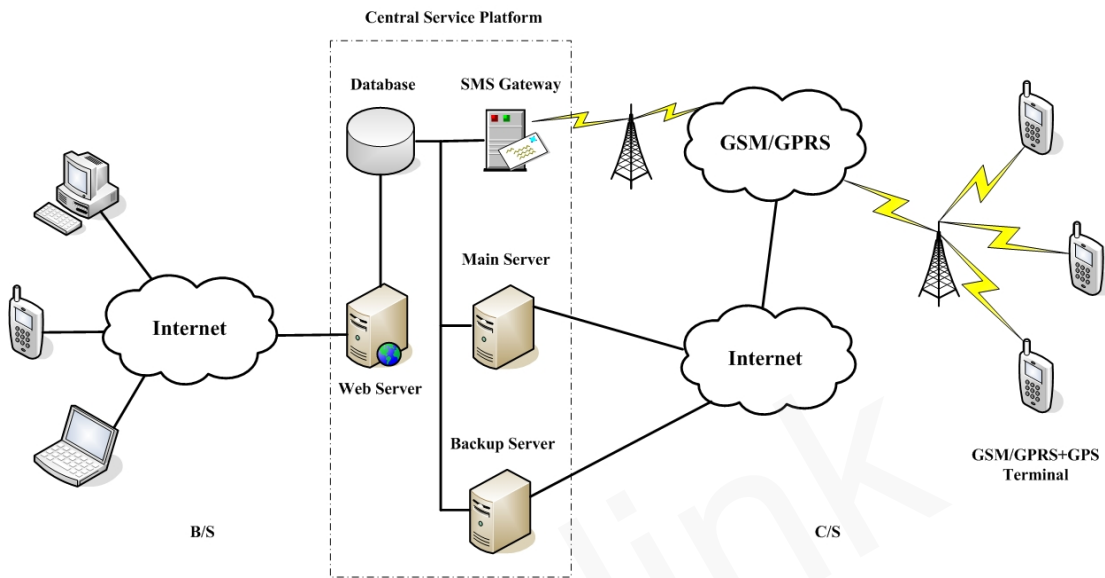 Central Service Platform
Database
SMS Gateway
GSM/GPRS
Main Server
Internet
Internet
Web Server
Backup Server
GSM/GPRS+GPS
Terminal
B/S
C/S
link